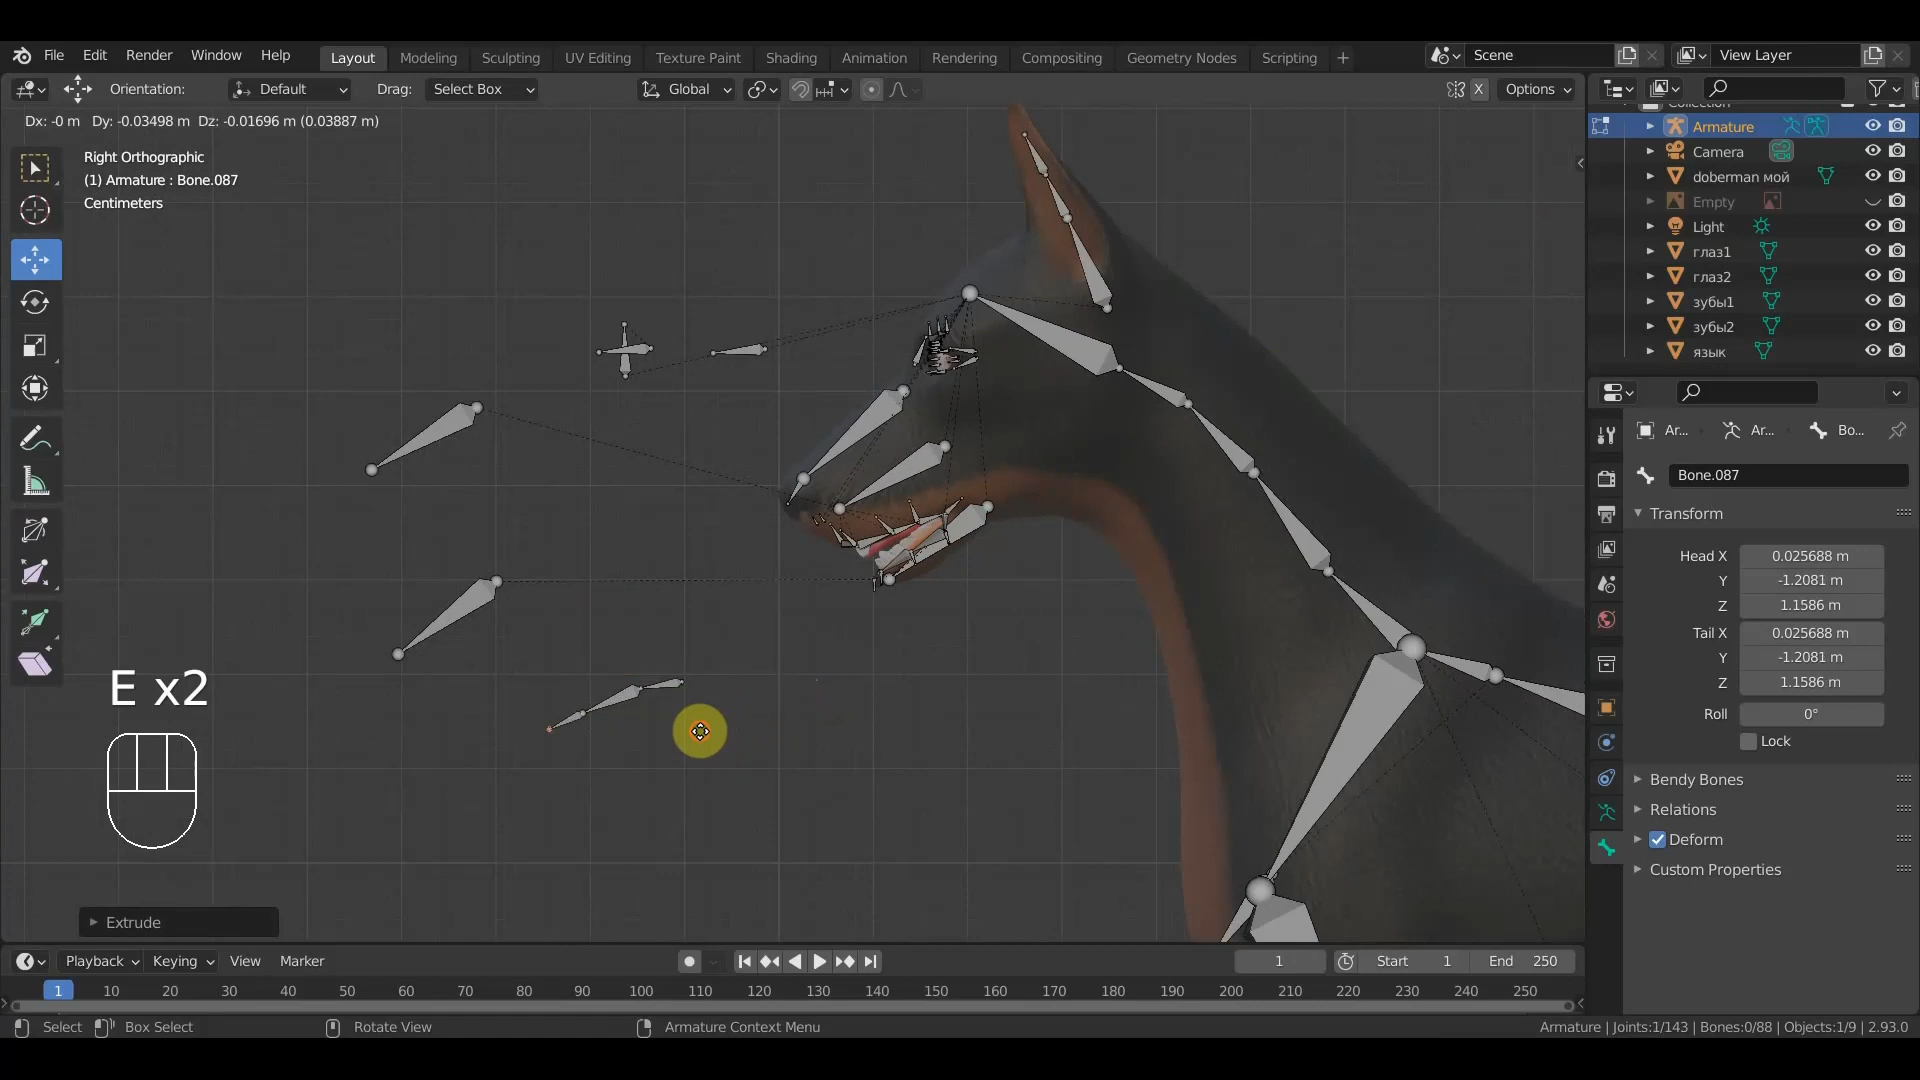 File Edit Render Window Help Layout Modeling Sculpting UV Editing Texture Paint Shading Animation Rendering Compositing Geometry Nodes Scripting + Scene View Layer
Orientation: Default Drag: Select Box Global X Options
Dx: -0 m Dy: -0.03498 m Dz: -0.01696 m (0.03887 m)
Right Orthographic
(1) Armature : Bone.087
Centimeters
Collection
Armature
Camera
doberman мой
Empty
Light
глаз1
глаз2
зубы1
зубы2
язык
Ar... Ar... Bo...
Bone.087
Transform
Head X 0.025688 m
Y -1.2081 m
Z 1.1586 m
Tail X 0.025688 m
Y -1.2081 m
Z 1.1586 m
Roll 0°
Lock
Bendy Bones
Relations
Deform
Custom Properties
E x2
Extrude
Playback Keying View Marker 1 Start 1 End 250
1 10 20 30 40 50 60 70 80 90 100 110 120 130 140 150 160 170 180 190 200 210 220 230 240 250
Select Box Select Rotate View Armature Context Menu Armature | Joints:1/143 | Bones:0/88 | Objects:1/9 | 2.93.0